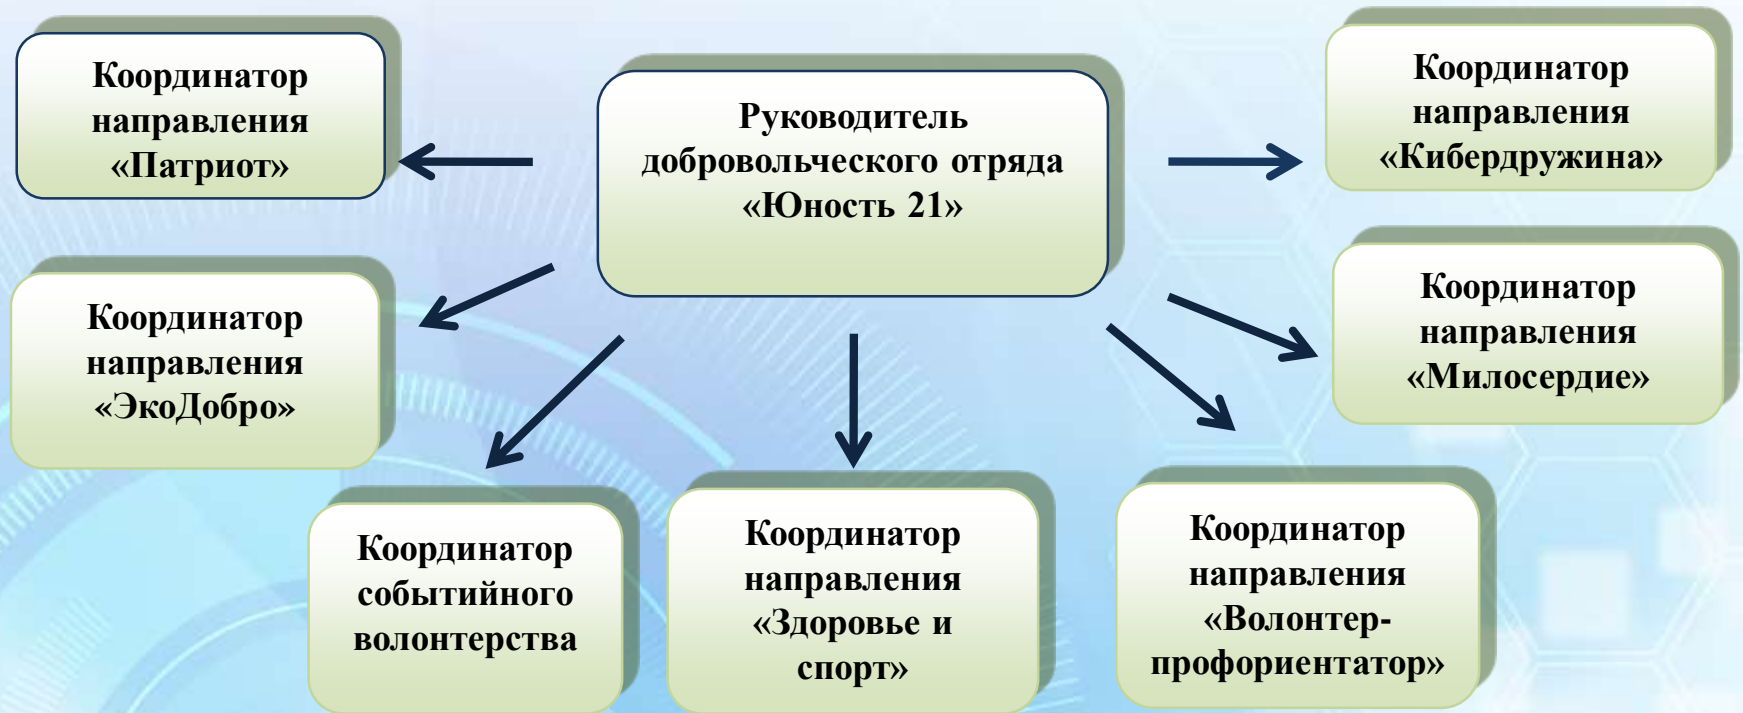 Координатор
направления
«Патриот»
Руководитель
добровольческого отряда
«Юность 21»
Координатор
направления
«Кибердружина»
Координатор
направления
«ЭкоДобро»
Координатор
направления
«Милосердие»
Координатор
событийного
волонтерства
Координатор
направления
«Здоровье и
спорт»
Координатор
направления
«Волонтер-
профориентатор»